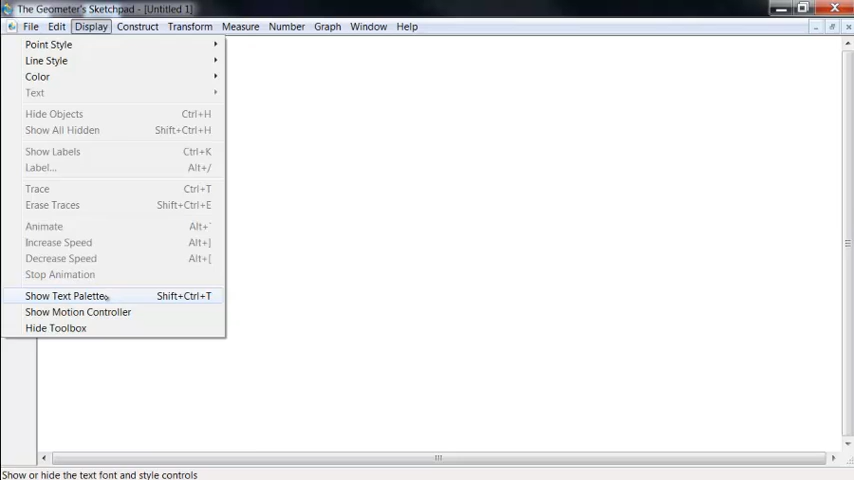 The Geometer's Sketchpad - [Untitled 1]
File Edit Display Construct Transform Measure Number Graph Window Help
Point Style
Line Style
Color
Text
Hide Objects Ctrl+H
Show All Hidden Shift+Ctrl+H
Show Labels Ctrl+K
Label... Alt+/
Trace Ctrl+T
Erase Traces Shift+Ctrl+E
Animate Alt+`
Increase Speed Alt+]
Decrease Speed Alt+[
Stop Animation
Show Text Palette Shift+Ctrl+T
Show Motion Controller
Hide Toolbox
Show or hide the text font and style controls